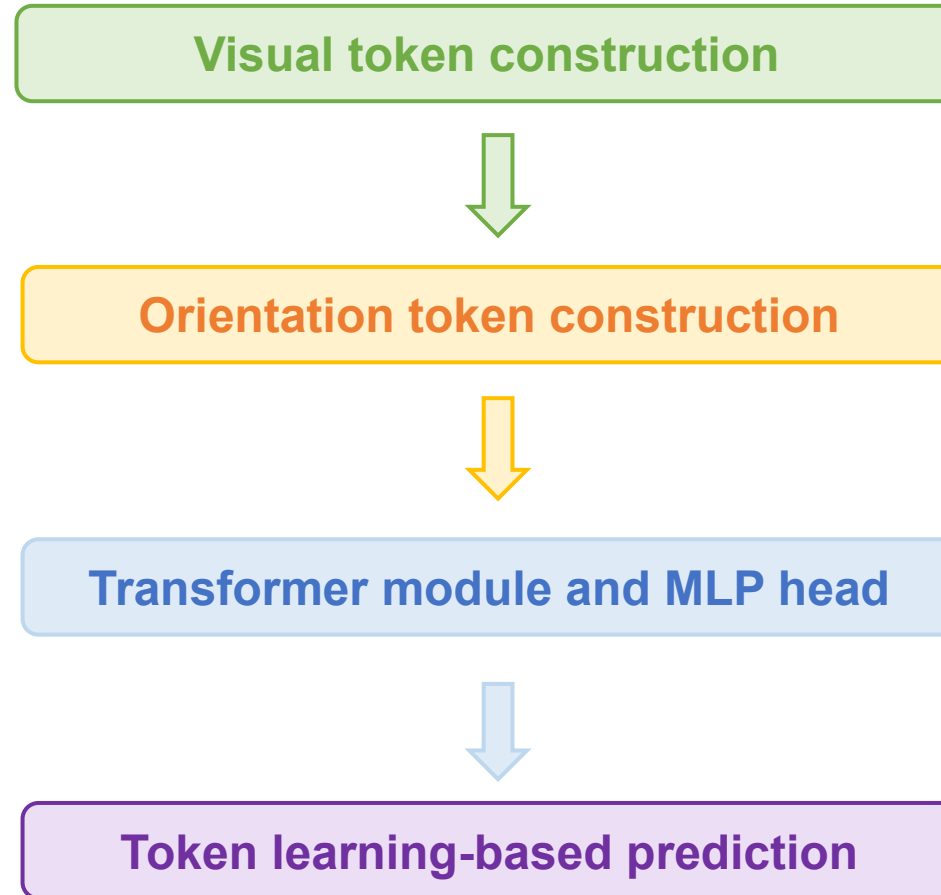 Visual token construction
Orientation token construction
Transformer module and MLP head
Token learning-based prediction